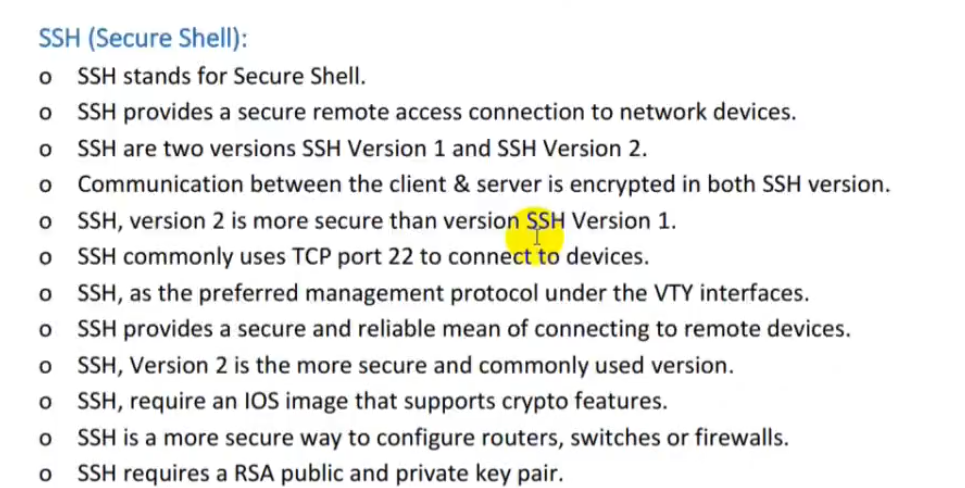 SSH (Secure Shell):
o SSH stands for Secure Shell.
o SSH provides a secure remote access connection to network devices.
o SSH are two versions SSH Version 1 and SSH Version 2.
o Communication between the client & server is encrypted in both SSH version.
o SSH, version 2 is more secure than version SSH Version 1.
o SSH commonly uses TCP port 22 to connect to devices.
o SSH, as the preferred management protocol under the VTY interfaces.
o SSH provides a secure and reliable mean of connecting to remote devices.
o SSH, Version 2 is the more secure and commonly used version.
o SSH, require an IOS image that supports crypto features.
o SSH is a more secure way to configure routers, switches or firewalls.
o SSH requires a RSA public and private key pair.